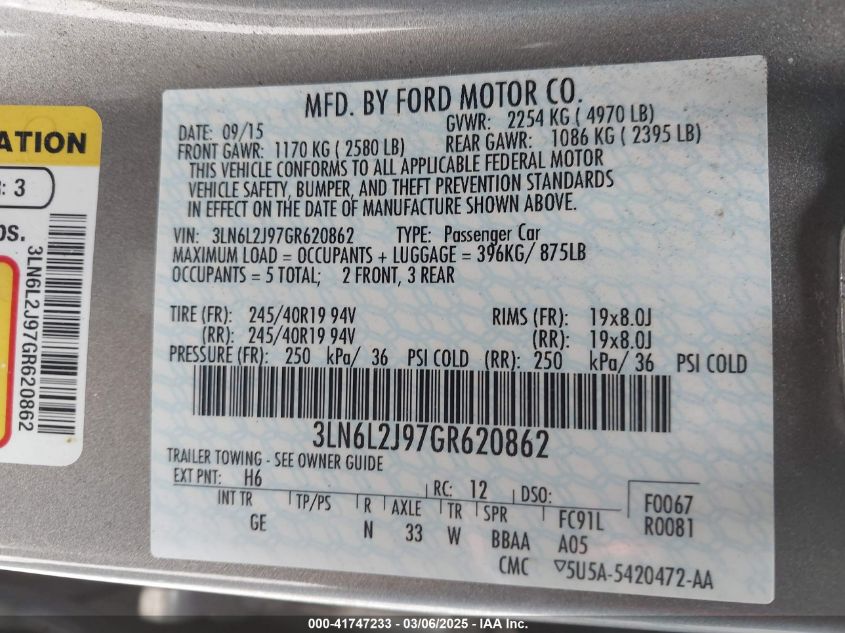 MFD. BY FORD MOTOR CO.
DATE: 09/15 GVWR: 2254 KG ( 4970 LB)
FRONT GAWR: 1170 KG ( 2580 LB) REAR GAWR: 1086 KG ( 2395 LB)
THIS VEHICLE CONFORMS TO ALL APPLICABLE FEDERAL MOTOR
VEHICLE SAFETY, BUMPER, AND THEFT PREVENTION STANDARDS
IN EFFECT ON THE DATE OF MANUFACTURE SHOWN ABOVE.
VIN: 3LN6L2J97GR620862 TYPE: Passenger Car
MAXIMUM LOAD = OCCUPANTS + LUGGAGE = 396KG/ 875LB
OCCUPANTS = 5 TOTAL; 2 FRONT, 3 REAR
TIRE (FR): 245/40R19 94V RIMS (FR): 19x8.0J
(RR): 245/40R19 94V (RR): 19x8.0J
PRESSURE (FR): 250 kPa/ 36 PSI COLD (RR): 250 kPa/ 36 PSI COLD
3LN6L2J97GR620862
TRAILER TOWING - SEE OWNER GUIDE
EXT PNT: H6 RC: 12 DSO: F0067
INT TR TP/PS R AXLE TR SPR FC91L R0081
GE N 33 W BBAA A05
CMC ▽5U5A-5420472-AA
ATION
: 3
bs.
3LN6L2J97GR620862
000-41747233 - 03/06/2025 - IAA Inc.